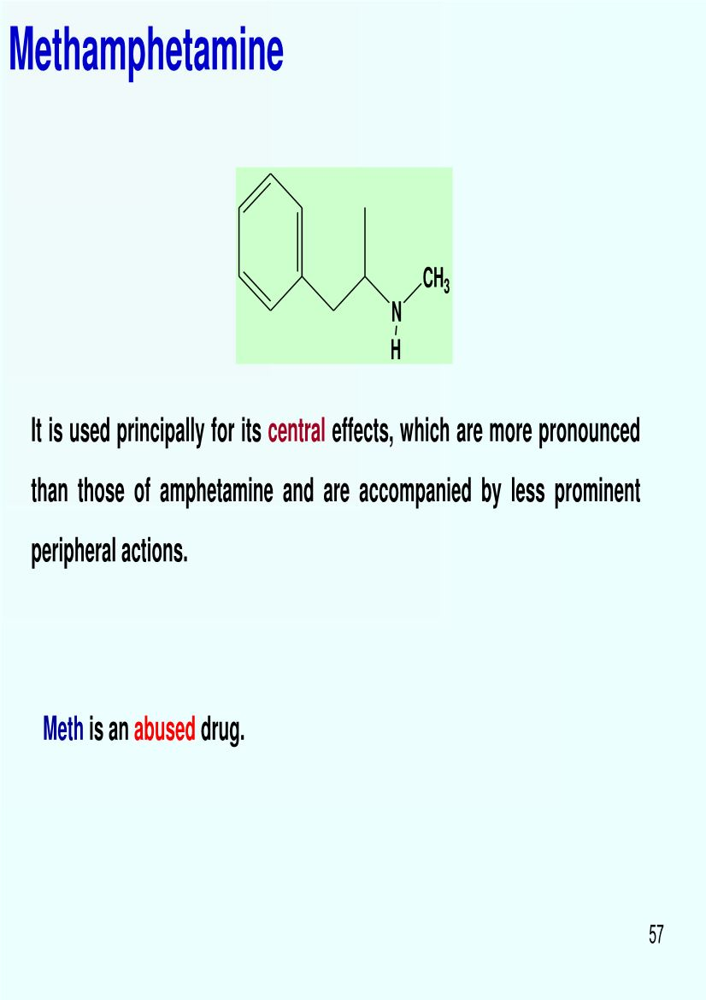 Methamphetamine
CH3
N
H
It is used principally for its central effects, which are more pronounced
than those of amphetamine and are accompanied by less prominent
peripheral actions.
Meth is an abused drug.
57